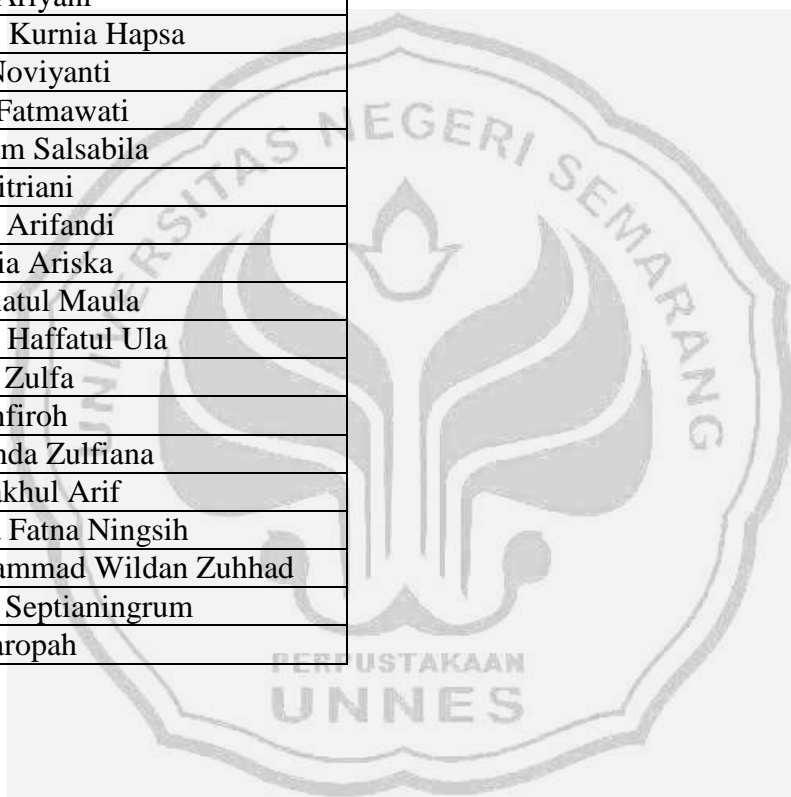 Kurnia Hapsa
Noviyanti
Fatmawati
Salsabila
Arifandi
Ariska
Maula
Haffatul Ula
Zulfa
Zulfiana
Arif
Fatna Ningsih
Wildan Zuhhad
Septianingrum
UNIVERSITAS NEGERI SEMARANG
PERPUSTAKAAN
UNNES